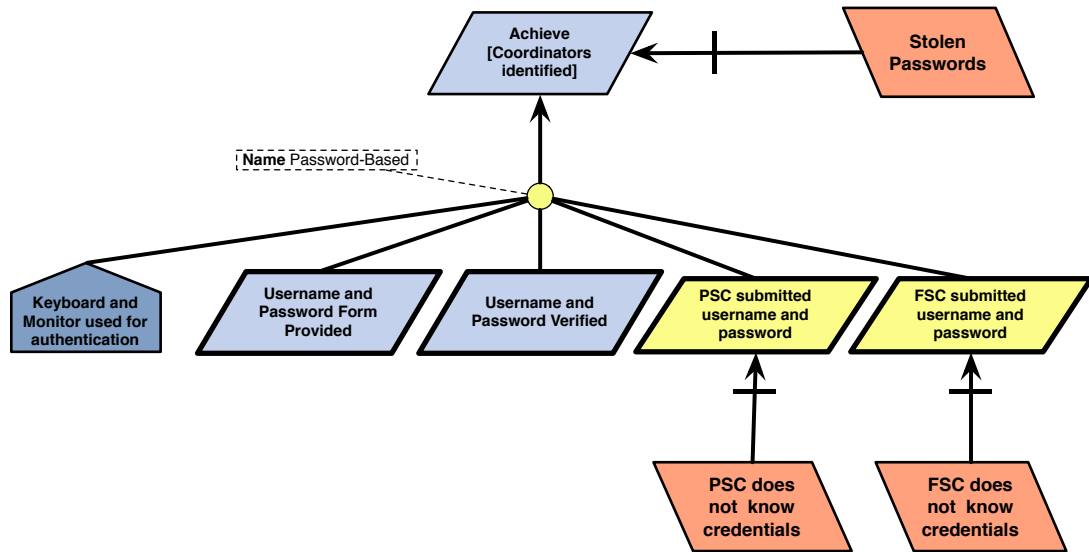 Achieve
[Coordinators
identified]
Stolen
Passwords
Name Password-Based
Keyboard and
Monitor used for
authentication
Username and
Password Form
Provided
Username and
Password Verified
PSC submitted
username and
password
FSC submitted
username and
password
PSC does
not know
credentials
FSC does
not know
credentials